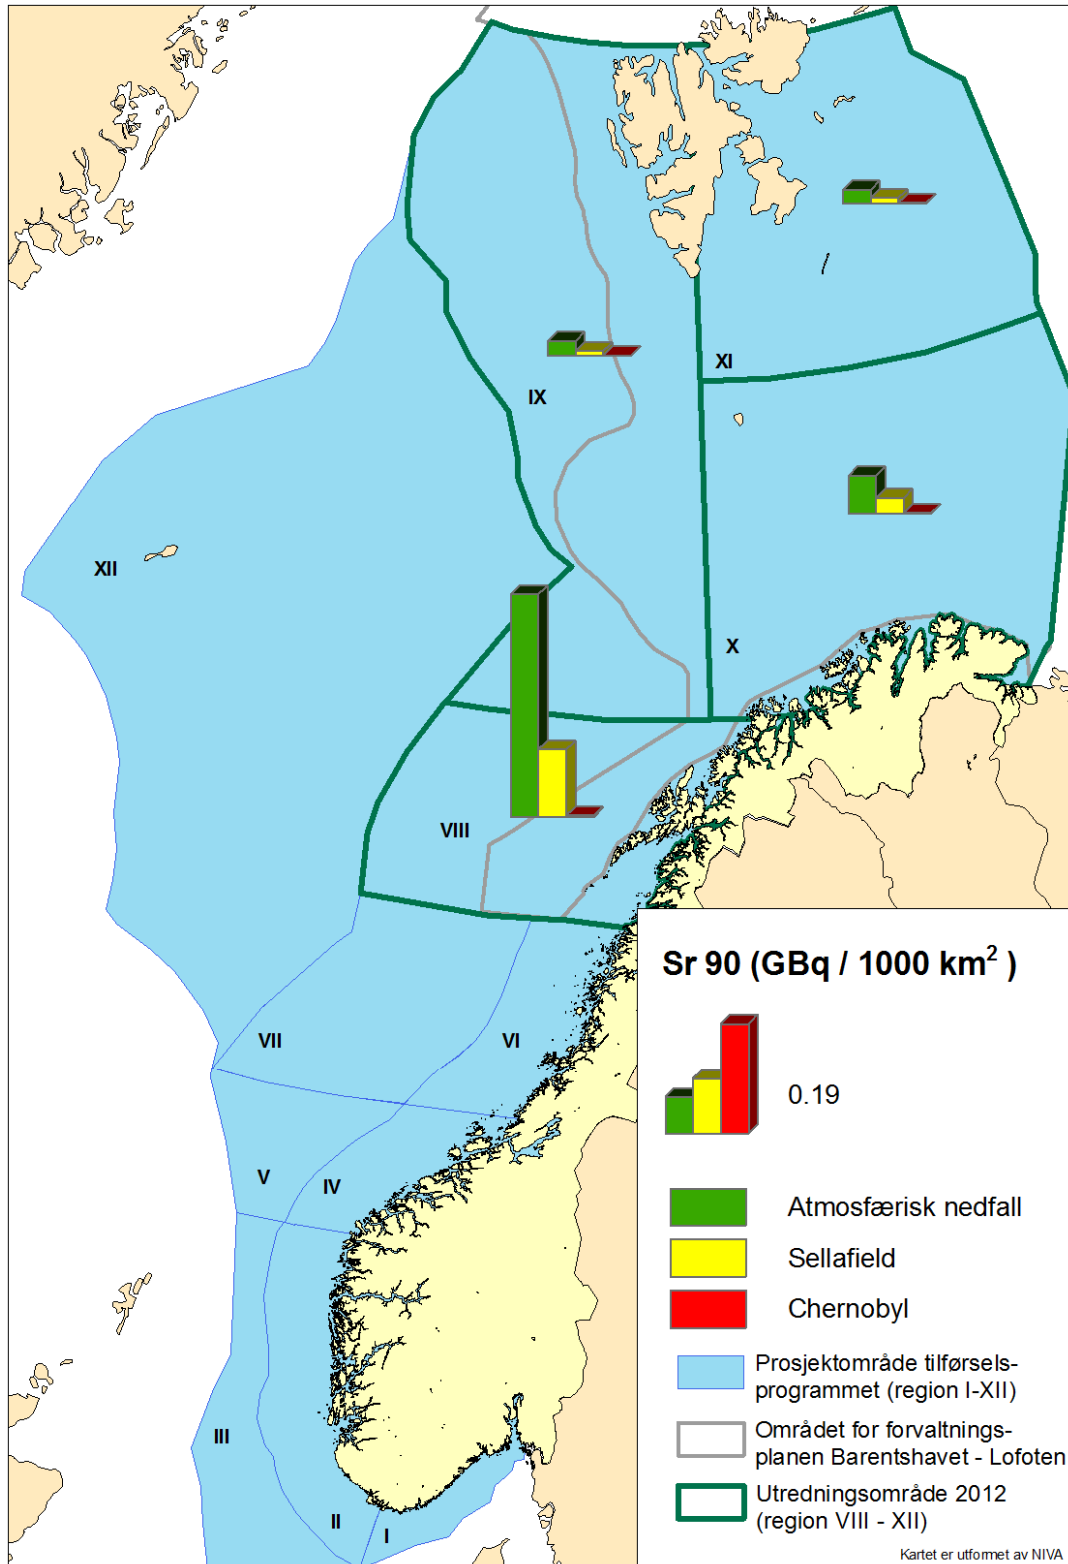 XI
IX
XII
X
VIII
VII
VI
V
IV
III
II
I
Sr 90 (GBq / 1000 km² )
0.19
Atmosfærisk nedfall
Sellafield
Chernobyl
Prosjektområde tilførsels-
programmet (region I-XII)
Området for forvaltnings-
planen Barentshavet - Lofoten
Utredningsområde 2012
(region VIII - XII)
Kartet er utformet av NIVA